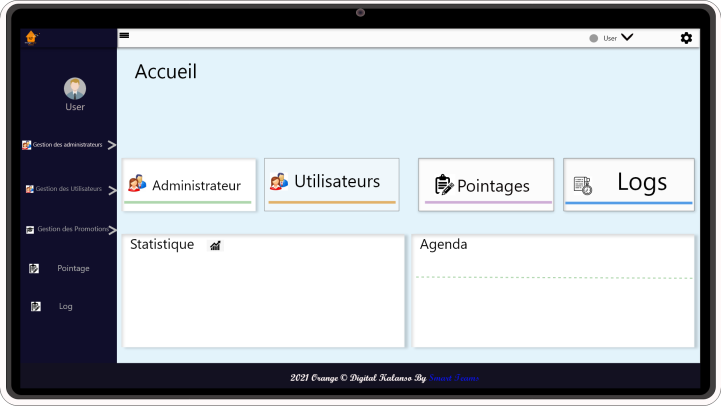 User
Accueil
User
Gestion des administrateurs
Gestion des Utilisateurs
Gestion des Promotions
Pointage
Log
Administrateur
Utilisateurs
Pointages
Logs
Statistique
Agenda
2021 Orange © Digital Kalanso By